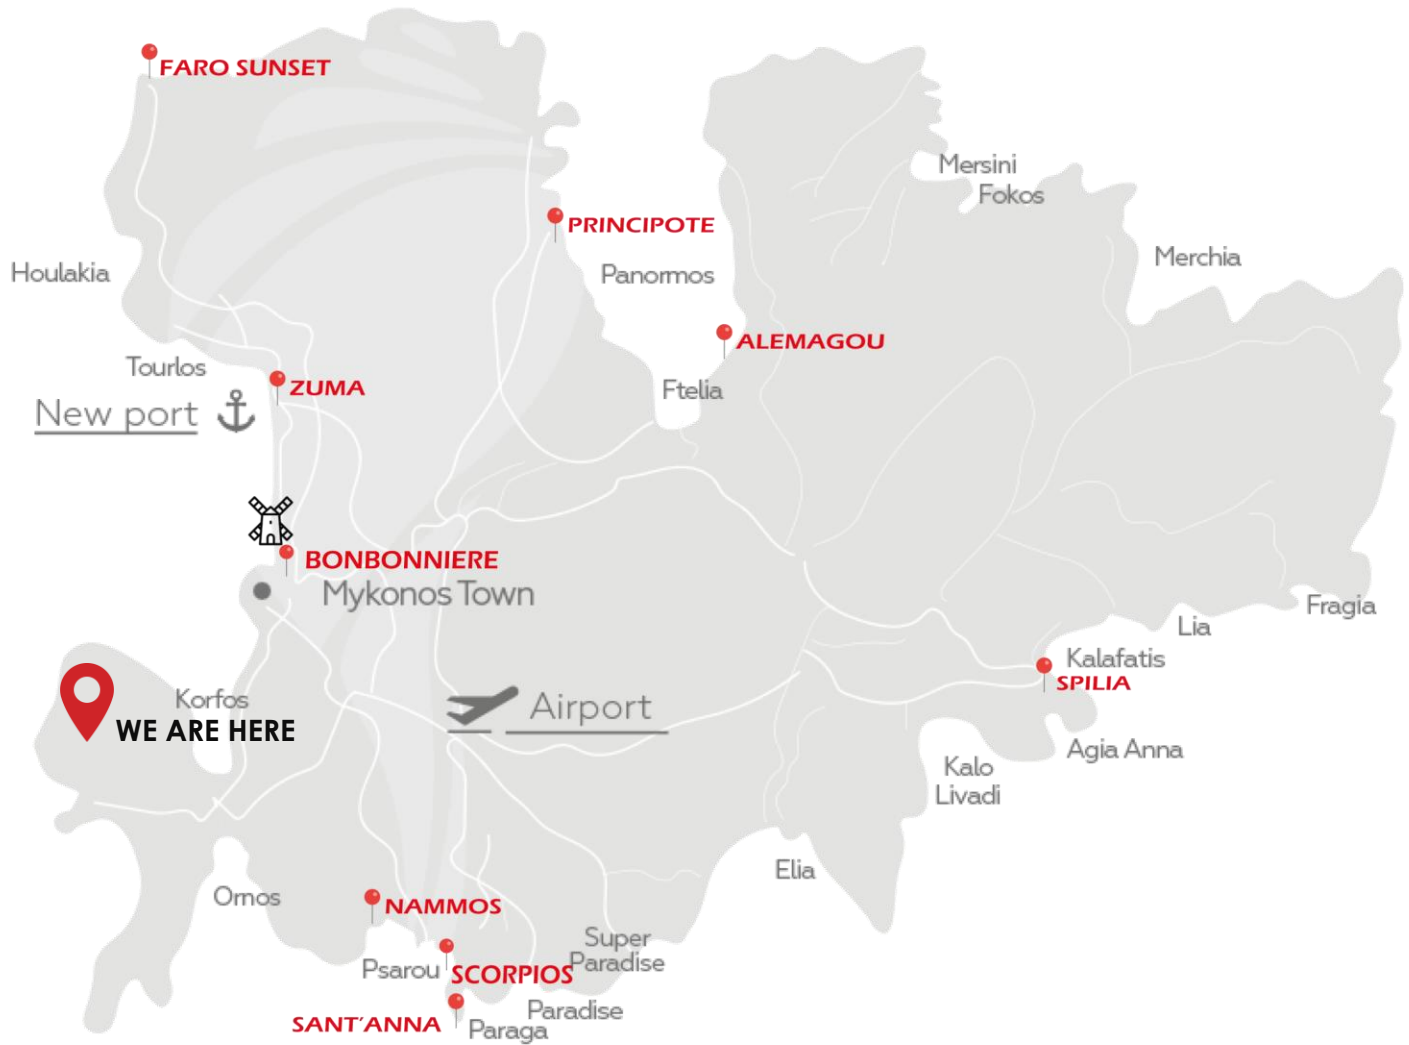 FARO SUNSET
Mersini
Fokos
PRINCIPOTE
Merchia
Houlakia
Panormos
ALEMAGOU
Tourlos
ZUMA
Ftelia
New port
BONBONNIERE
Mykonos Town
Fragia
Lia
Kalafatis
SPILIA
Korfos
WE ARE HERE
Airport
Agia Anna
Kalo
Livadi
Elia
Ornos
NAMMOS
Super
Paradise
Psarou
SCORPIOS
Paradise
SANT'ANNA
Paraga